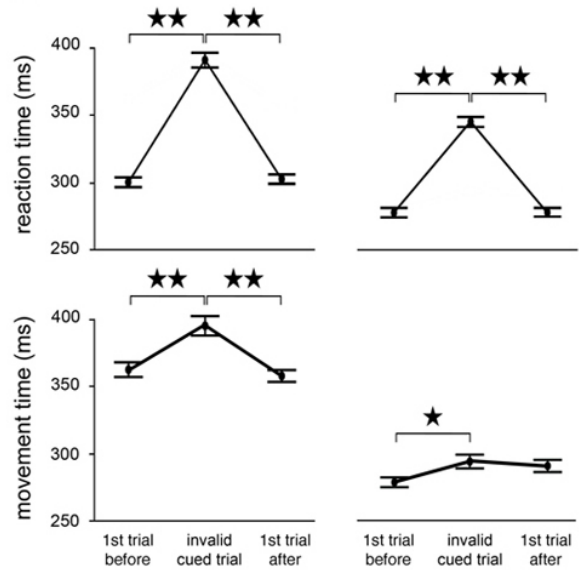 ★★ ★★
400
350
300
250
reaction time (ms)
★★ ★★
★★ ★★
400
350
300
250
movement time (ms)
1st trial before
invalid cued trial
1st trial after
★
1st trial before
invalid cued trial
1st trial after